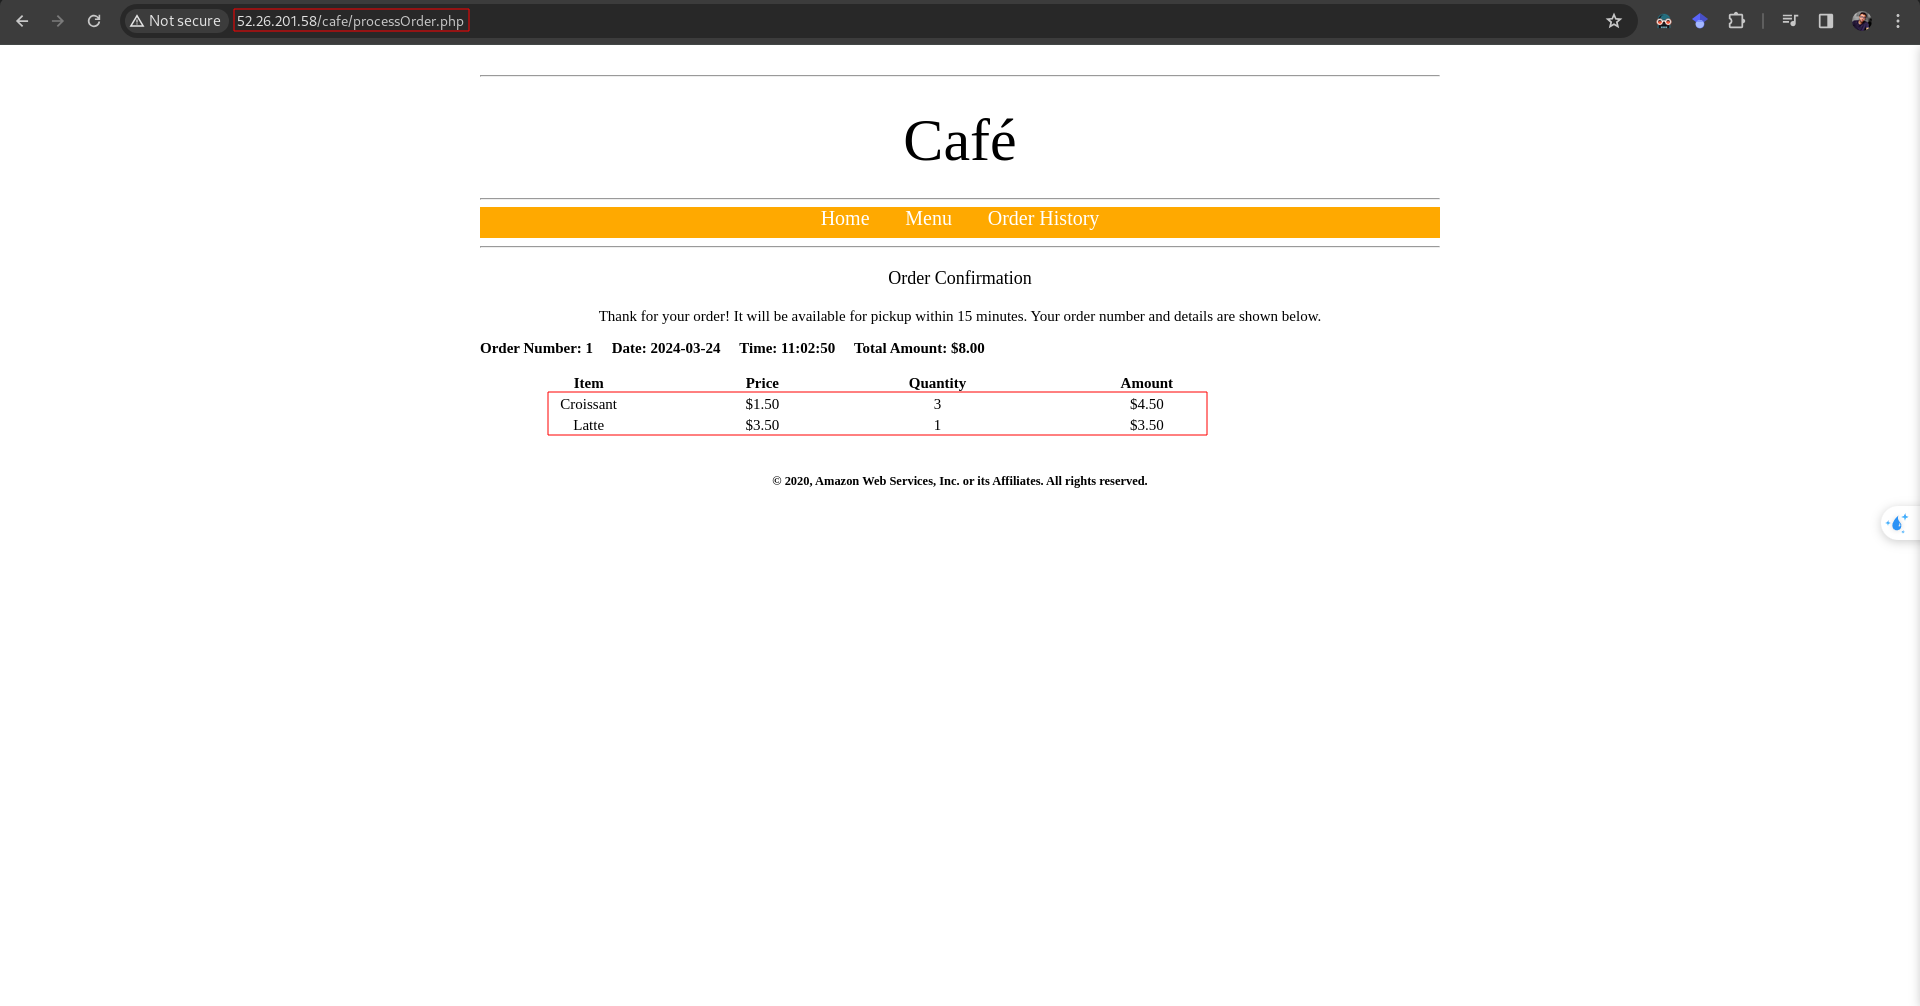 Not secure 52.26.201.58/cafe/processOrder.php
Café
Home Menu Order History
Order Confirmation
Thank for your order! It will be available for pickup within 15 minutes. Your order number and details are shown below.
Order Number: 1 Date: 2024-03-24 Time: 11:02:50 Total Amount: $8.00
Item Price Quantity Amount
Croissant $1.50 3 $4.50
Latte $3.50 1 $3.50
© 2020, Amazon Web Services, Inc. or its Affiliates. All rights reserved.